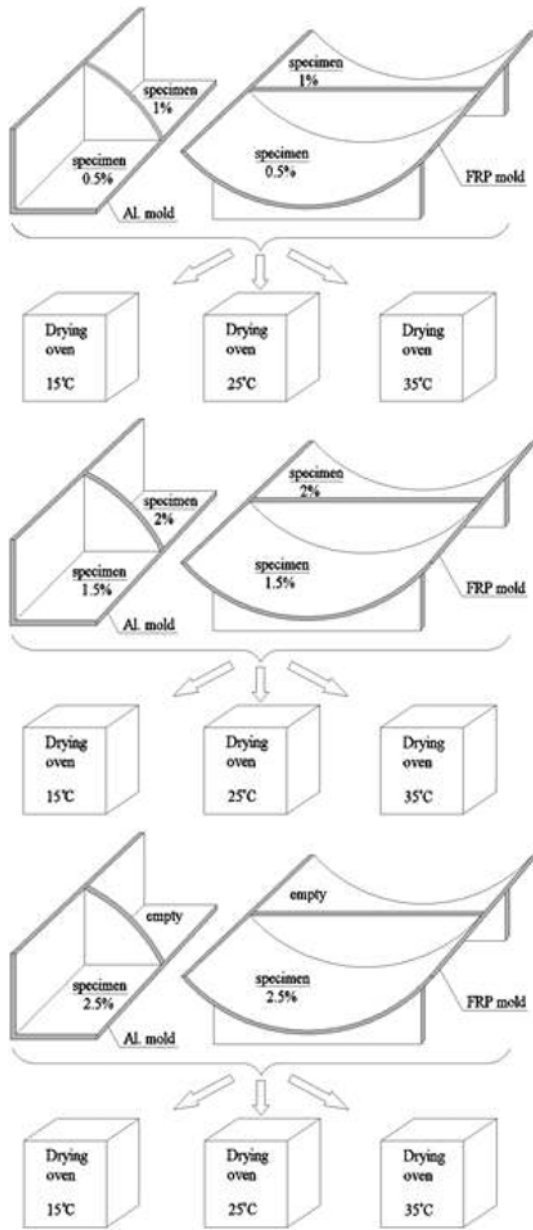 specimen
1%
specimen
0.5%
Al. mold
specimen
1%
specimen
0.5%
FRP mold
Drying
oven
15℃
Drying
oven
25℃
Drying
oven
35℃
specimen
2%
specimen
1.5%
Al. mold
specimen
2%
specimen
1.5%
FRP mold
Drying
oven
15℃
Drying
oven
25℃
Drying
oven
35℃
empty
specimen
2.5%
Al. mold
empty
specimen
2.5%
FRP mold
Drying
oven
15℃
Drying
oven
25℃
Drying
oven
35℃